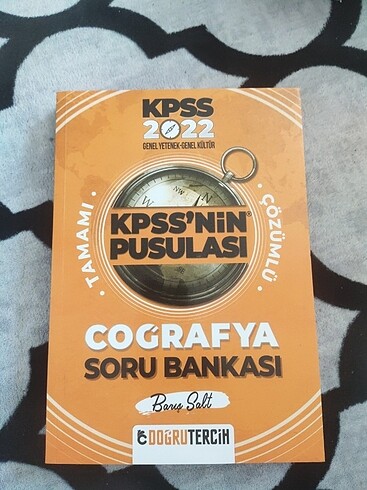 KPSS
2022
GENEL YETENEK-GENEL KÜLTÜR
TAMAMI
ÇÖZÜMLÜ
KPSS'NİN®
PUSULASI
COĞRAFYA
SORU BANKASI
Barış Salt
DOĞRUTERCİH